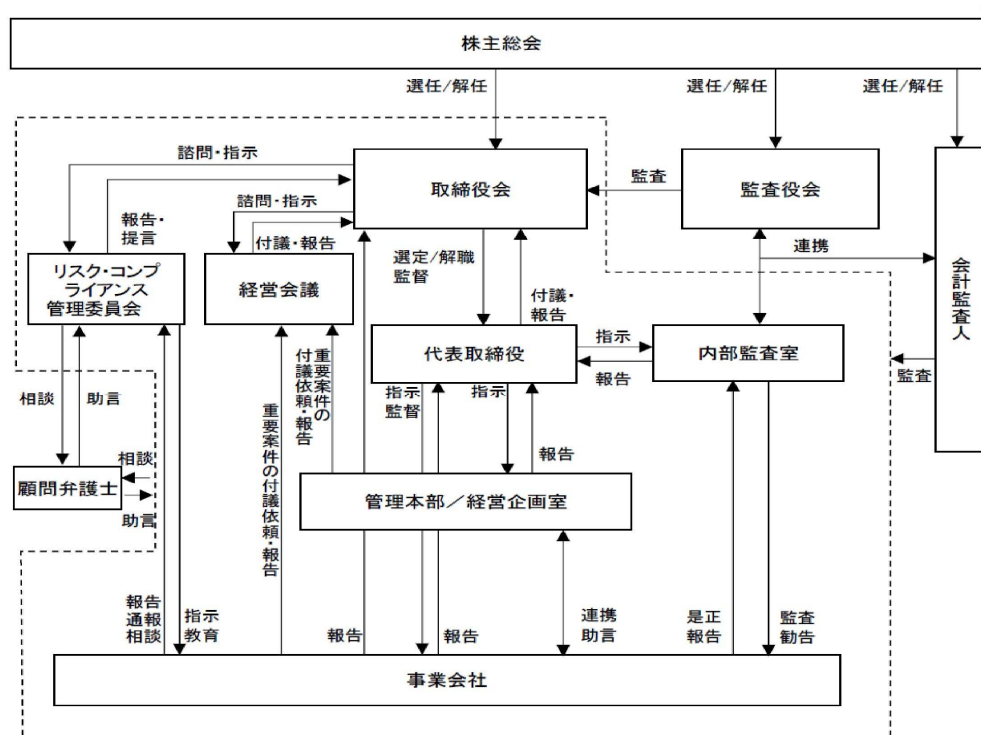 株主総会
選任/解任
選任/解任
選任/解任
諮問・指示
取締役会
監査
監査役会
諮問・指示
報告・
提言
付議・報告
選定/解職
監督
連携
会計監査人
リスク・コンプ
ライアンス
管理委員会
経営会議
付議・
報告
代表取締役
指示
報告
内部監査室
監査
重要案件の
付議依頼・報告
指示
監督
指示
相談
助言
重要案件の付議依頼・報告
報告
相談
顧問弁護士
助言
管理本部/経営企画室
報告
通報
相談
指示
教育
報告
報告
連携
助言
是正
報告
監査
勧告
事業会社